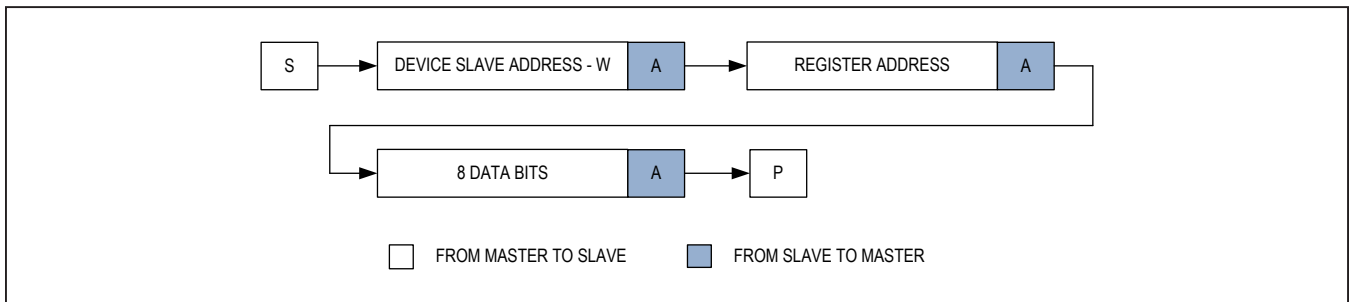 S DEVICE SLAVE ADDRESS - W A REGISTER ADDRESS A
8 DATA BITS A P
FROM MASTER TO SLAVE FROM SLAVE TO MASTER